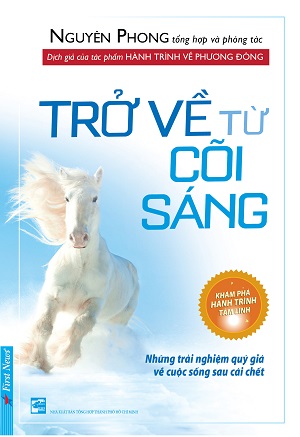 NGUYÊN PHONG tổng hợp và phóng tác
Dịch giả của tác phẩm HÀNH TRÌNH VỀ PHƯƠNG ĐÔNG
TRỞ VỀ TỪ
CÕI
SÁNG
KHÁM PHÁ
HÀNH TRÌNH
TÂM LINH
Những trải nghiệm quý giá
về cuộc sống sau cái chết
First News
NHÀ XUẤT BẢN TỔNG HỢP THÀNH PHỐ HỒ CHÍ MINH